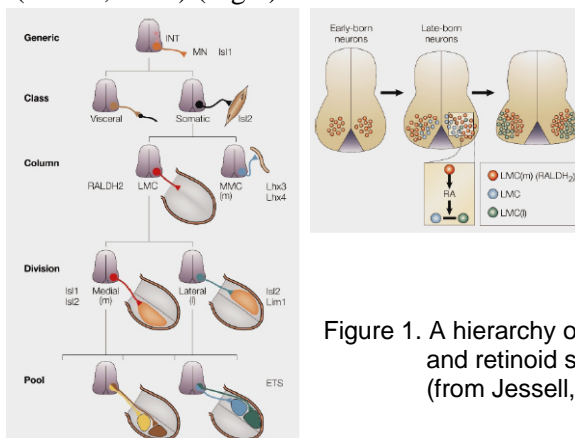 Generic
INT
MN Isl1
Class
Visceral
Somatic
Isl2
Column
RALDH2
LMC
MMC
(m)
Lhx3
Lhx4
Division
Isl1
Isl2
Medial
(m)
Lateral
(l)
Isl2
Lim1
Pool
ETS
Early-born
neurons
Late-born
neurons
RA
LMC(m) (RALDH2)
LMC
LMC(l)
Figure 1. A hierarchy o
and retinoid s
(from Jessell,